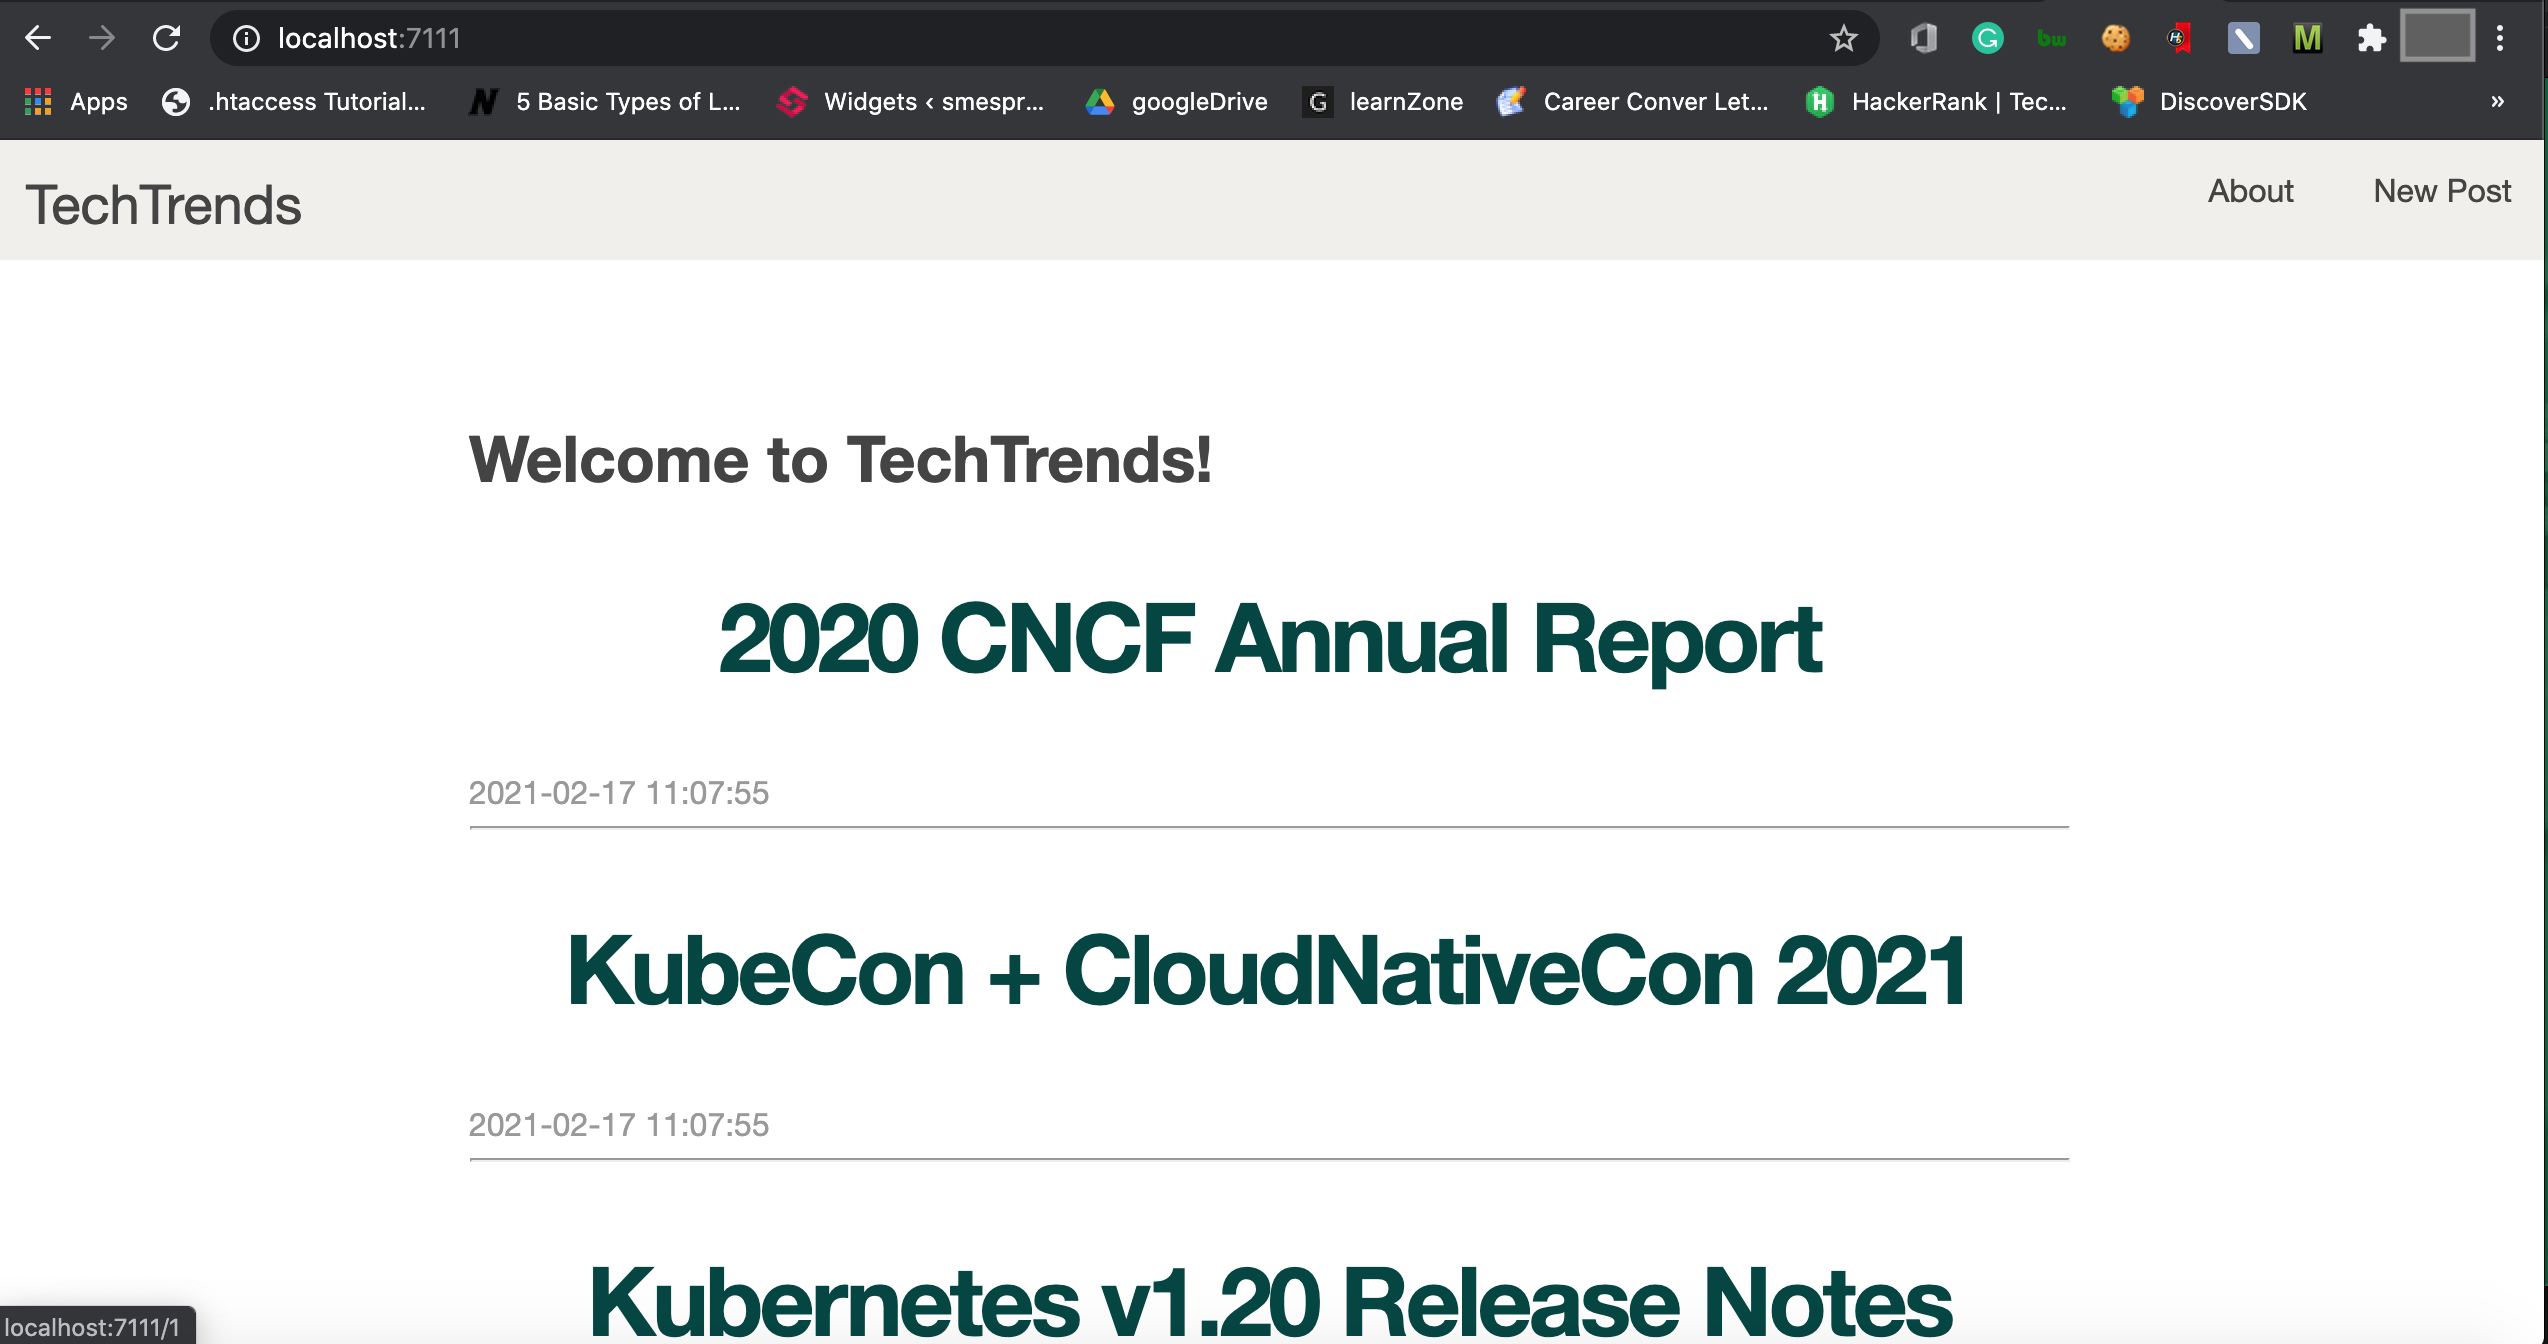 localhost:7111
G bw H M
Apps .htaccess Tutorial... N 5 Basic Types of L... Widgets ‹ smespr... googleDrive G learnZone Career Conver Let... H HackerRank | Tec... DiscoverSDK »
TechTrends About New Post
Welcome to TechTrends!
2020 CNCF Annual Report
2021-02-17 11:07:55
KubeCon + CloudNativeCon 2021
2021-02-17 11:07:55
Kubernetes v1.20 Release Notes
localhost:7111/1